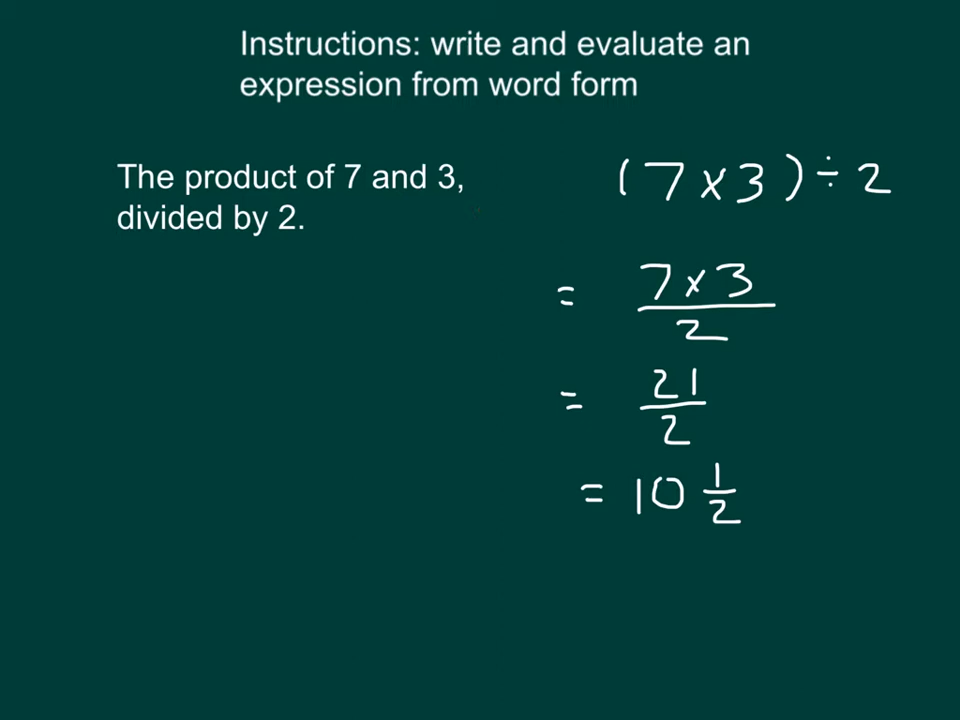 Instructions: write and evaluate an
expression from word form
The product of 7 and 3,
divided by 2.
(7×3)÷2
= 7×3/2
= 21/2
= 10 1/2